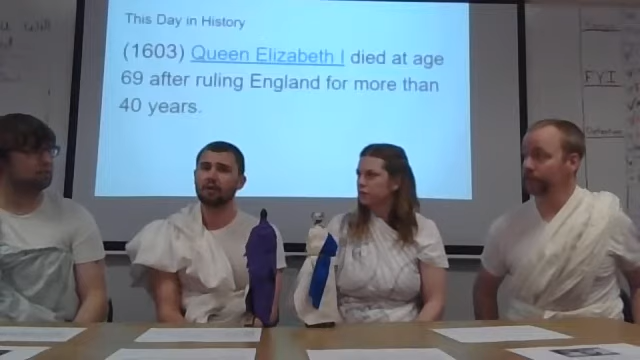 This Day in History
(1603) Queen Elizabeth I died at age
69 after ruling England for more than
40 years.
FYI